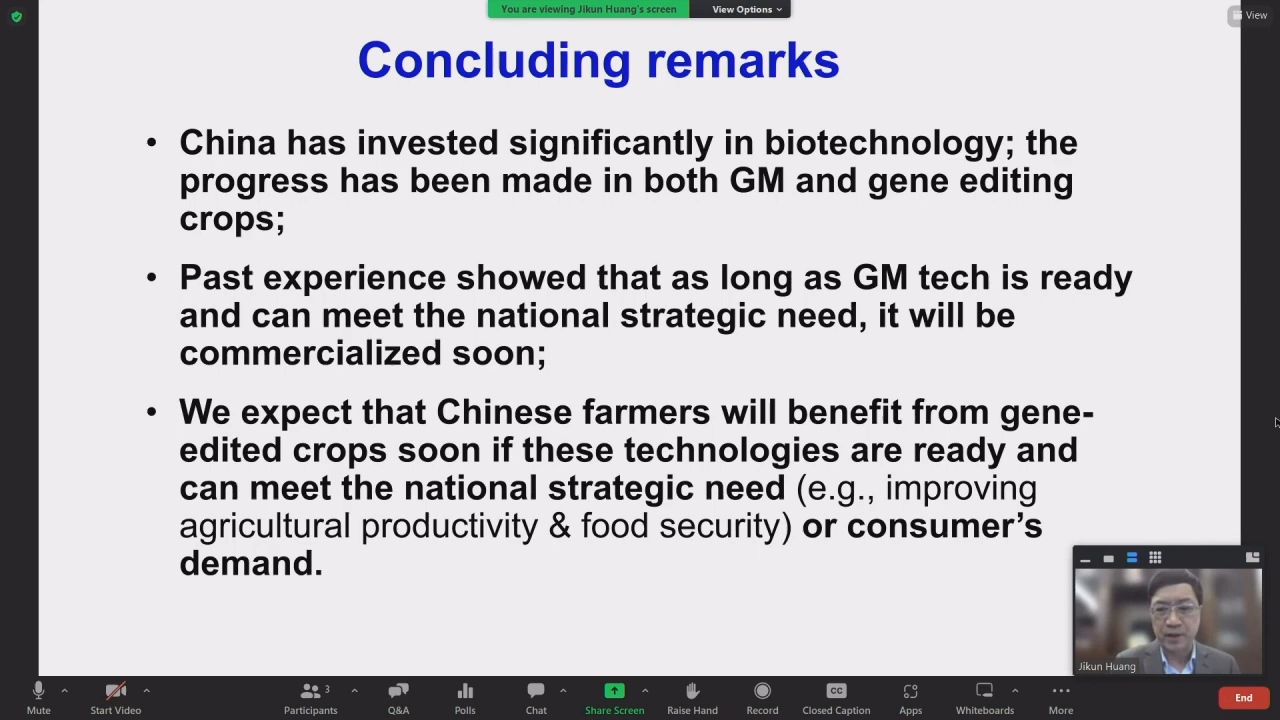 You are viewing Jikun Huang's screen
View Options
View
Concluding remarks
• China has invested significantly in biotechnology; the
progress has been made in both GM and gene editing
crops;
• Past experience showed that as long as GM tech is ready
and can meet the national strategic need, it will be
commercialized soon;
• We expect that Chinese farmers will benefit from gene-
edited crops soon if these technologies are ready and
can meet the national strategic need (e.g., improving
agricultural productivity & food security) or consumer’s
demand.
Jikun Huang
Mute
Start Video
Participants
3
Q&A
Polls
Chat
Share Screen
Raise Hand
Record
CC
Closed Caption
Apps
Whiteboards
More
End